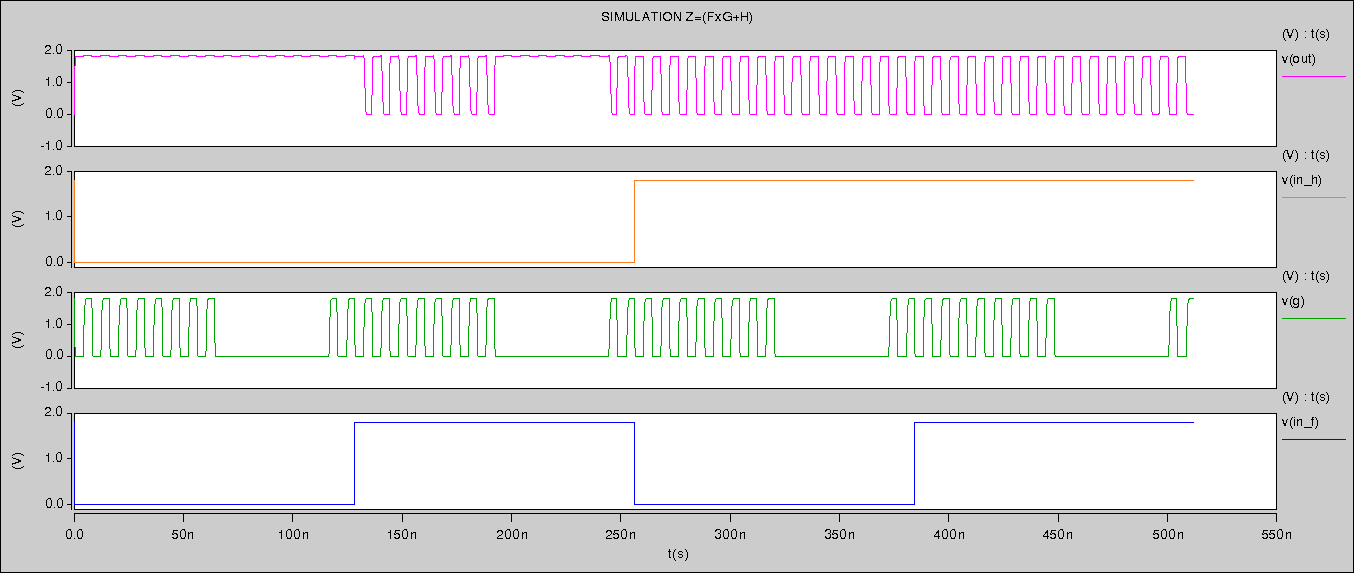 SIMULATION Z=(FxG+H)
(V) : t(s)
v(out)
2.0
1.0
0.0
-1.0
(V)
(V) : t(s)
v(in_h)
2.0
1.0
0.0
(V)
(V) : t(s)
v(g)
2.0
1.0
0.0
-1.0
(V)
(V) : t(s)
v(in_f)
2.0
1.0
0.0
(V)
0.0 50n 100n 150n 200n 250n 300n 350n 400n 450n 500n 550n
t(s)